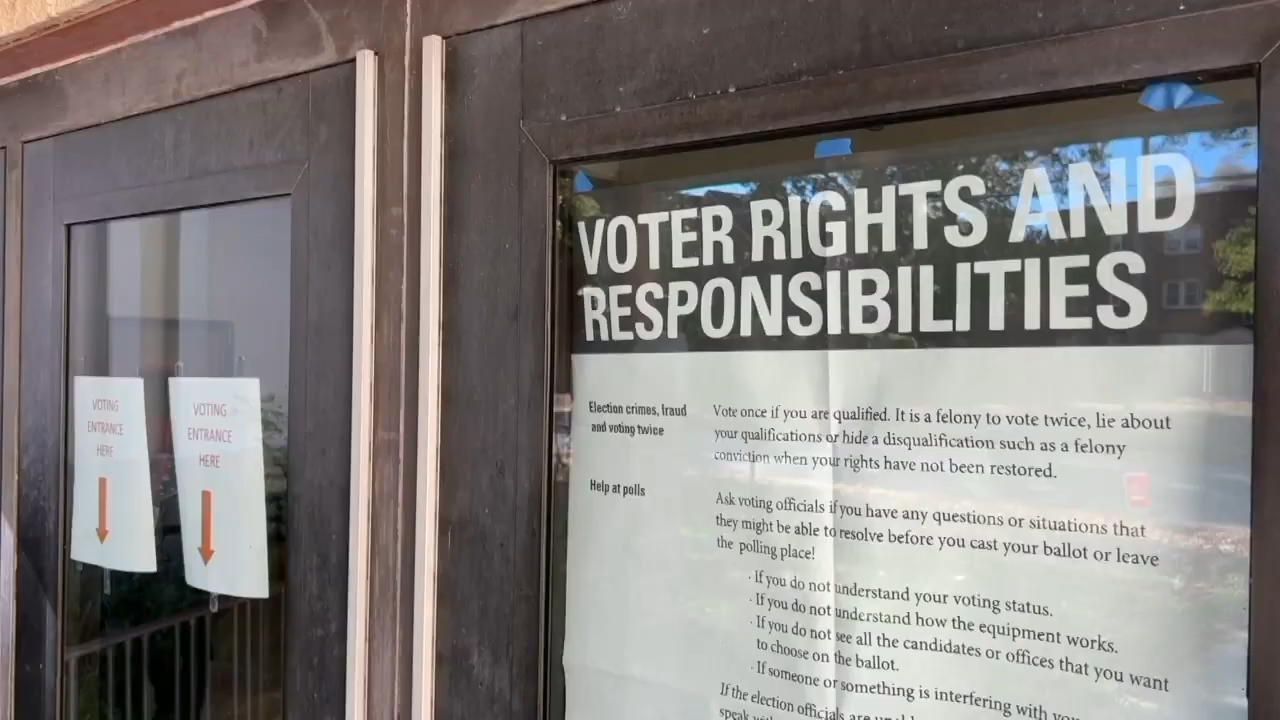 VOTING
ENTRANCE
HERE
VOTING
ENTRANCE
HERE
VOTER RIGHTS AND
RESPONSIBILITIES
Election crimes, fraud
and voting twice
Vote once if you are qualified. It is a felony to vote twice, lie about
your qualifications or hide a disqualification such as a felony
conviction when your rights have not been restored.
Help at polls
Ask voting officials if you have any questions or situations that
they might be able to resolve before you cast your ballot or leave
the polling place!
· If you do not understand your voting status.
· If you do not understand how the equipment works.
· If you do not see all the candidates or offices that you want
to choose on the ballot.
· If someone or something is interfering with
If the election officials are
speak